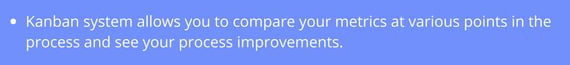 • Kanban system allows you to compare your metrics at various points in the
process and see your process improvements.